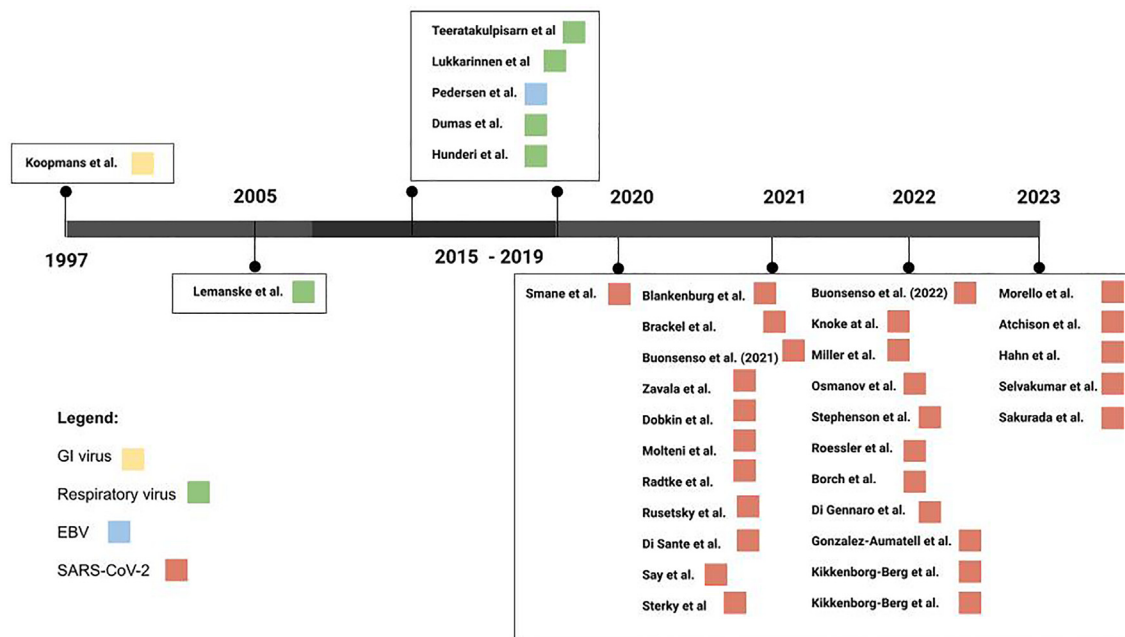 Teeratakulpisarn et al
Lukkarinnen et al
Pedersen et al.
Dumas et al.
Hunderi et al.
Koopmans et al.
2005
2020
2021
2022
2023
1997
2015 - 2019
Lemanske et al.
Smane et al.
Blankenburg et al.
Brackel et al.
Buonsenso et al. (2021)
Zavala et al.
Dobkin et al.
Molteni et al.
Radtke et al.
Rusetsky et al.
Di Sante et al.
Say et al.
Sterky et al
Buonsenso et al. (2022)
Knoke at al.
Miller et al.
Osmanov et al.
Stephenson et al.
Roessler et al.
Borch et al.
Di Gennaro et al.
Gonzalez-Aumatell et al.
Kikkenborg-Berg et al.
Kikkenborg-Berg et al.
Morello et al.
Atchison et al.
Hahn et al.
Selvakumar et al.
Sakurada et al.
Legend:
GI virus
Respiratory virus
EBV
SARS-CoV-2